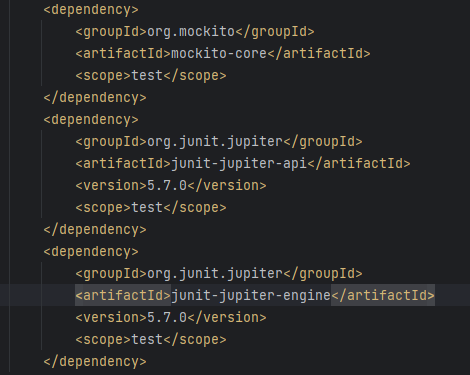 <dependency>
<groupId>org.mockito</groupId>
<artifactId>mockito-core</artifactId>
<scope>test</scope>
</dependency>
<dependency>
<groupId>org.junit.jupiter</groupId>
<artifactId>junit-jupiter-api</artifactId>
<version>5.7.0</version>
<scope>test</scope>
</dependency>
<dependency>
<groupId>org.junit.jupiter</groupId>
<artifactId>junit-jupiter-engine</artifactId>
<version>5.7.0</version>
<scope>test</scope>
</dependency>